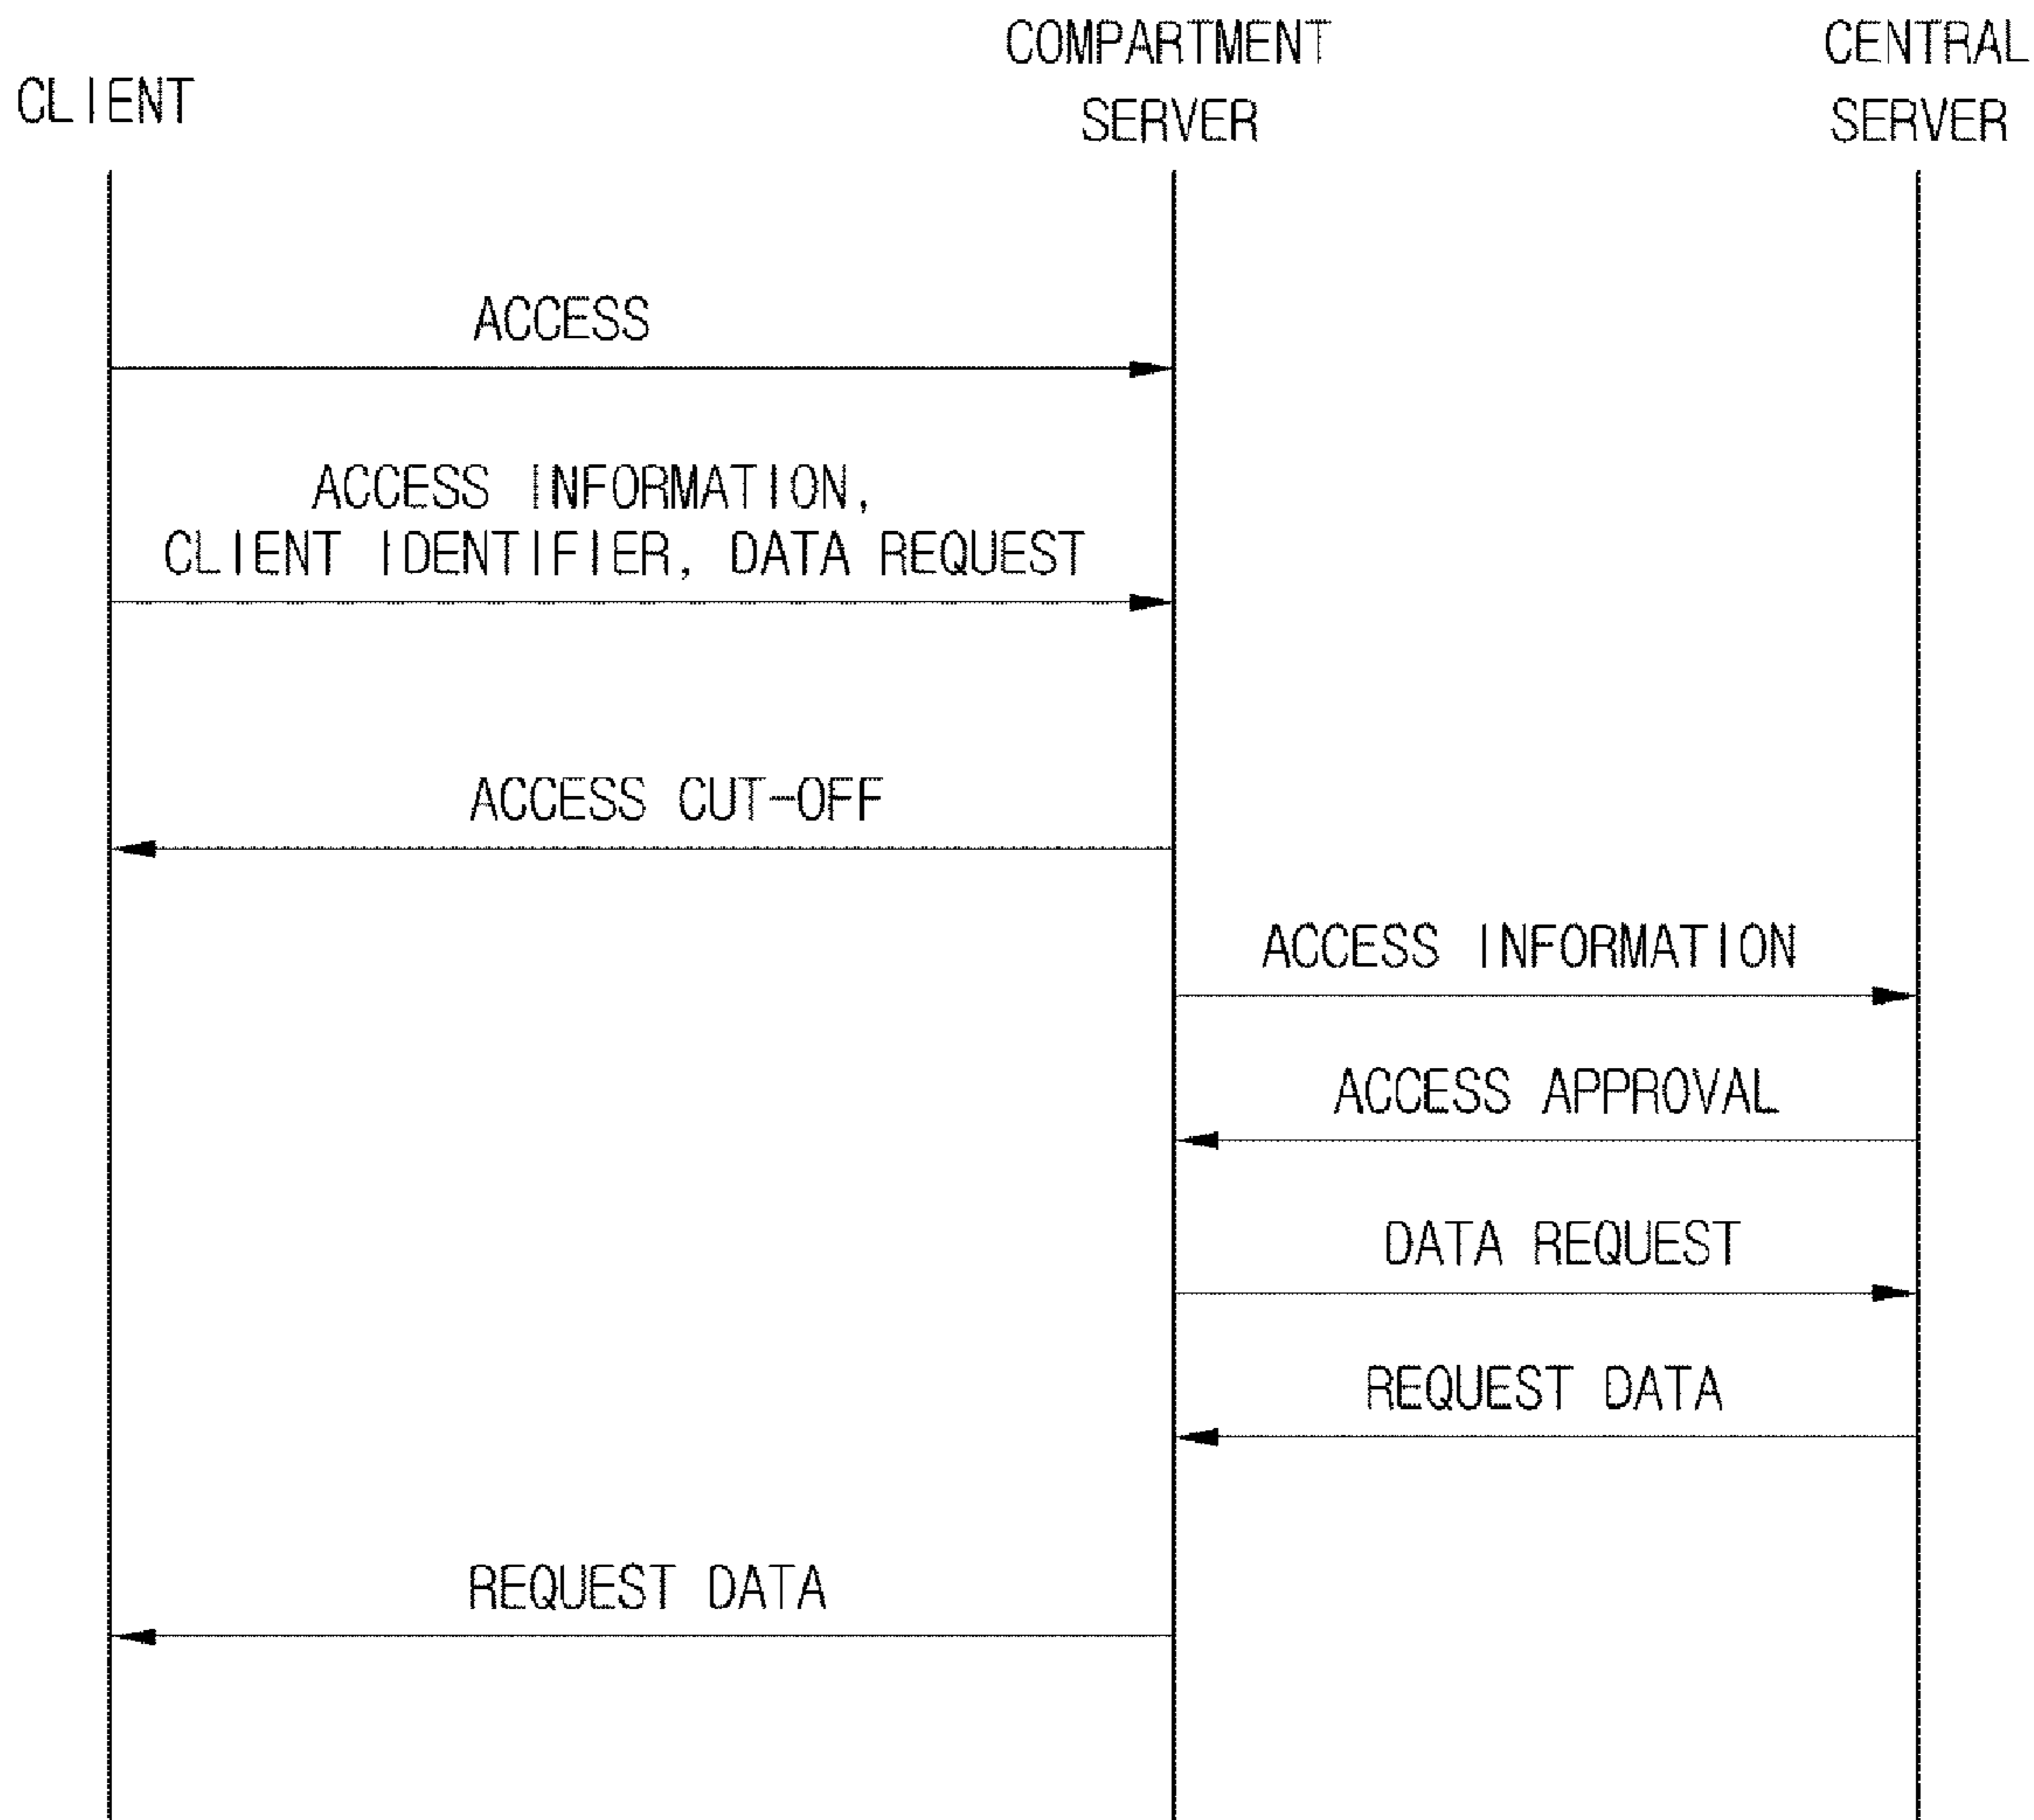 CLIENT
COMPARTMENT
SERVER
CENTRAL
SERVER
ACCESS
ACCESS INFORMATION,
CLIENT IDENTIFIER, DATA REQUEST
ACCESS CUT-OFF
ACCESS INFORMATION
ACCESS APPROVAL
DATA REQUEST
REQUEST DATA
REQUEST DATA